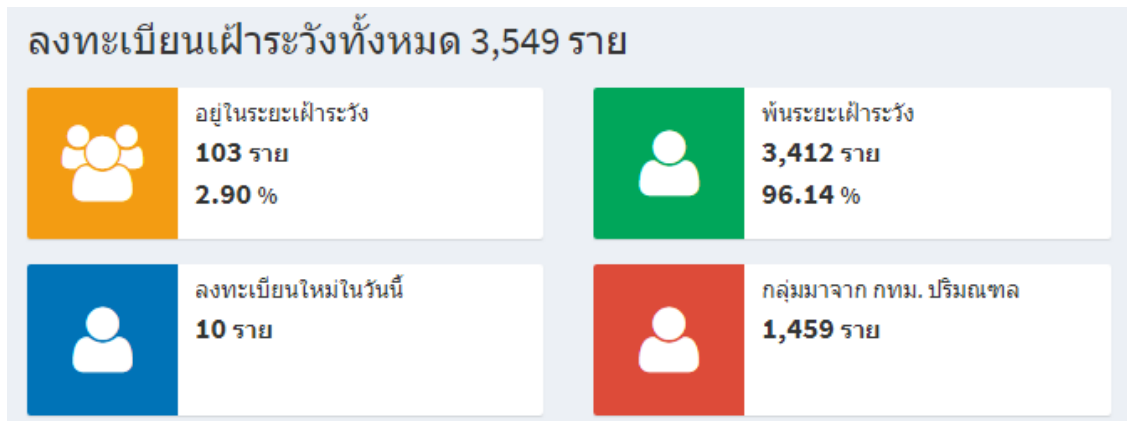 ลงทะเบียนเฝ้าระวังทั้งหมด 3,549 ราย
อยู่ในระยะเฝ้าระวัง
103 ราย
2.90 %
พ้นระยะเฝ้าระวัง
3,412 ราย
96.14 %
ลงทะเบียนใหม่ในวันนี้
10 ราย
กลุ่มมาจาก กทม. ปริมณฑล
1,459 ราย